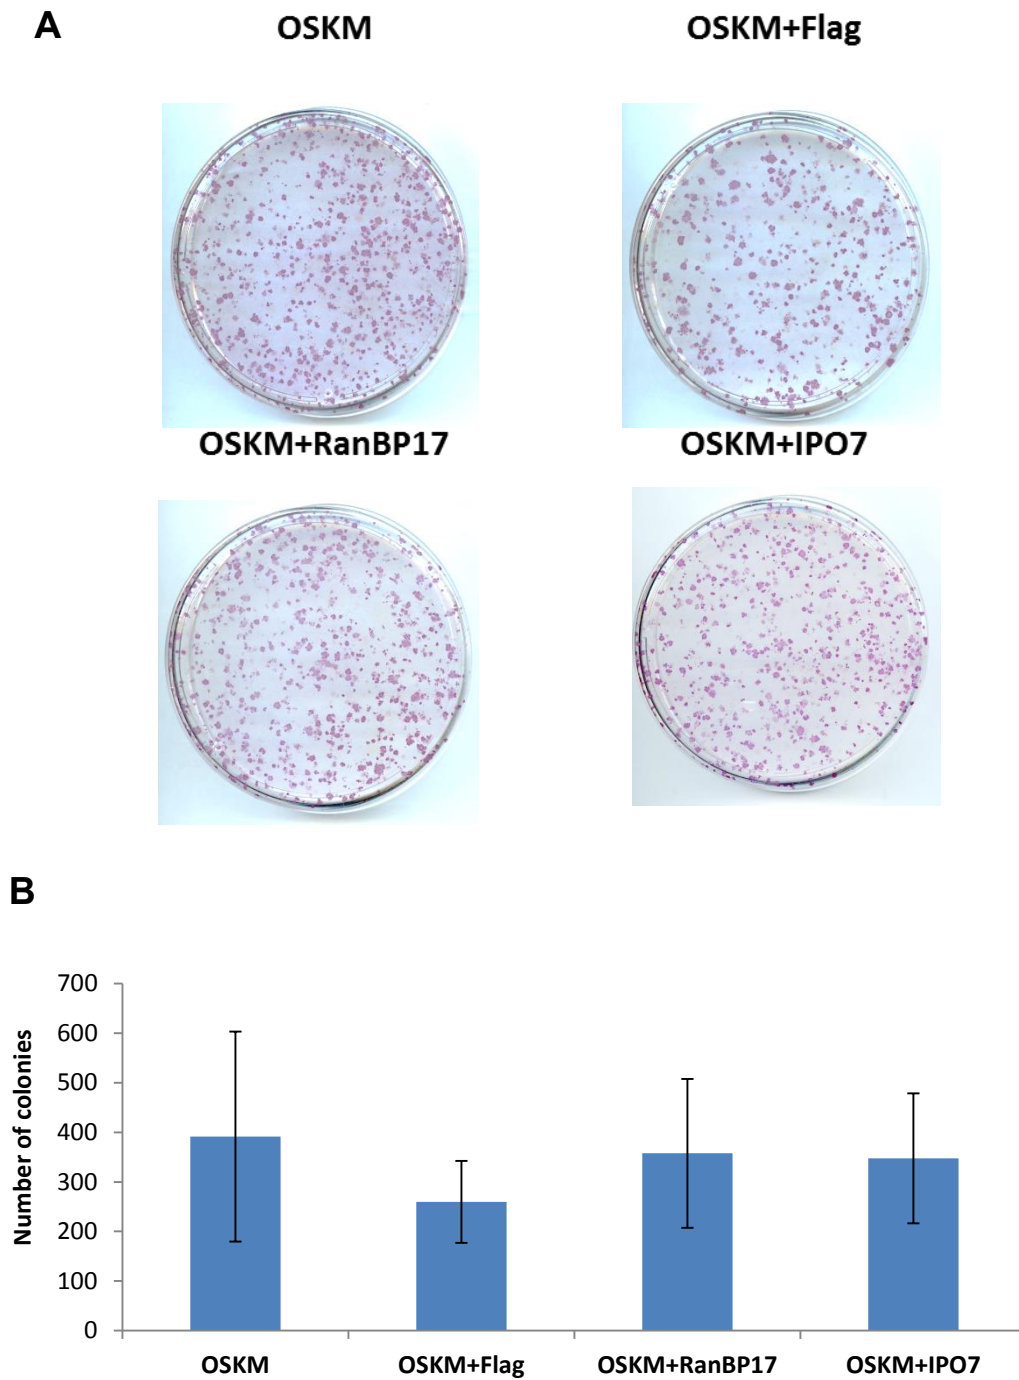 A
OSKM
OSKM+Flag
OSKM+RanBP17
OSKM+IPO7
B
Number of colonies
700
600
500
400
300
200
100
0
OSKM
OSKM+Flag
OSKM+RanBP17
OSKM+IPO7